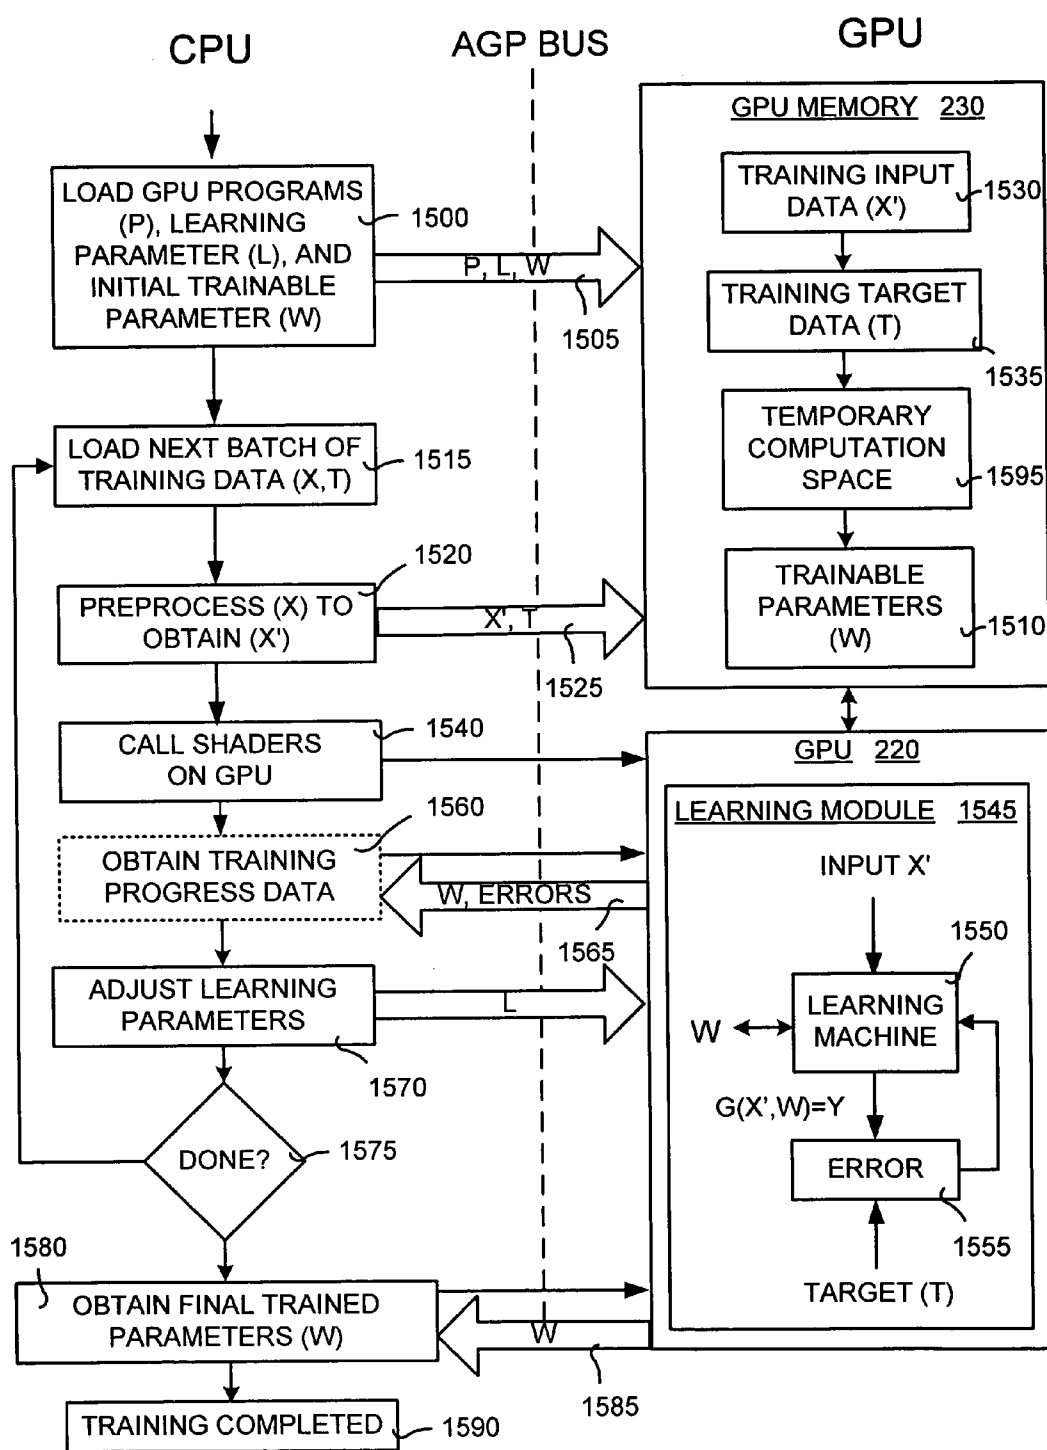 CPU
AGP BUS
GPU
LOAD GPU PROGRAMS
(P), LEARNING
PARAMETER (L), AND
INITIAL TRAINABLE
PARAMETER (W)
1500
P, L, W
1505
LOAD NEXT BATCH OF
TRAINING DATA (X,T)
1515
PREPROCESS (X) TO
OBTAIN (X')
1520
X', T
1525
CALL SHADERS
ON GPU
1540
OBTAIN TRAINING
PROGRESS DATA
1560
W, ERRORS
1565
ADJUST LEARNING
PARAMETERS
1570
L
DONE?
1575
1580
OBTAIN FINAL TRAINED
PARAMETERS (W)
W
1585
TRAINING COMPLETED
1590
GPU MEMORY 230
TRAINING INPUT
DATA (X')
1530
TRAINING TARGET
DATA (T)
1535
TEMPORARY
COMPUTATION
SPACE
1595
TRAINABLE
PARAMETERS
(W)
1510
GPU 220
LEARNING MODULE 1545
INPUT X'
1550
LEARNING
MACHINE
W
G(X',W)=Y
ERROR
1555
TARGET (T)